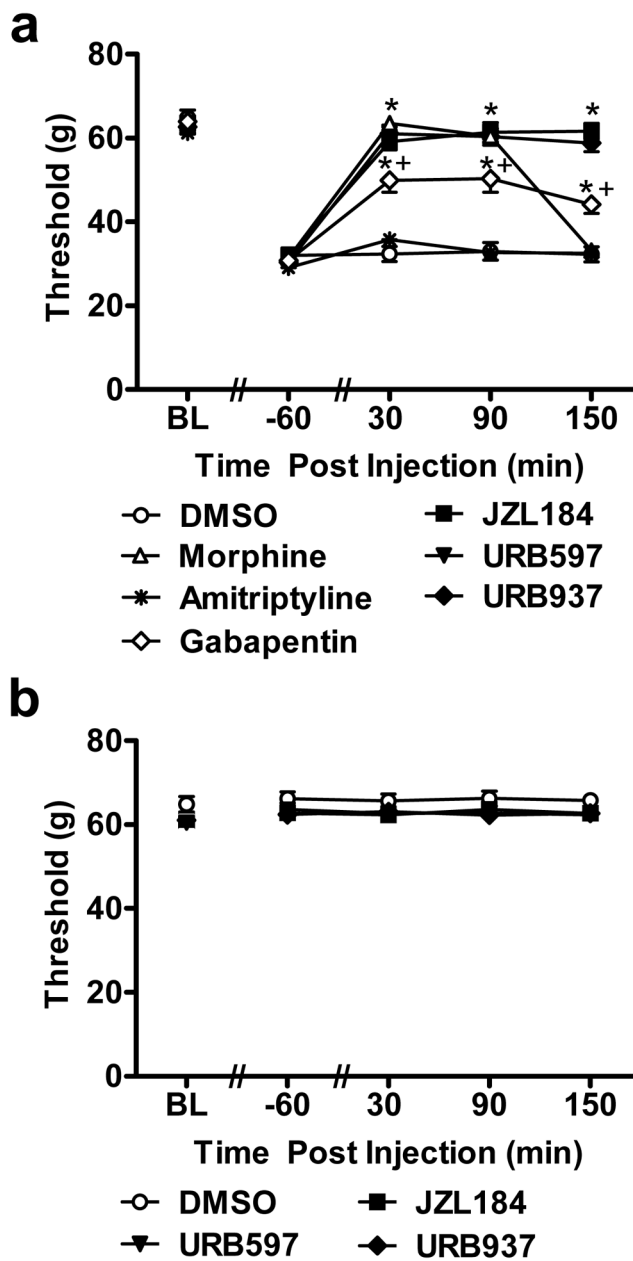 a
Threshold (g)
80
60
40
20
0
* * *
*+ *+ *+
BL -60 30 90 150
Time Post Injection (min)
DMSO JZL184
Morphine URB597
Amitriptyline URB937
Gabapentin
b
Threshold (g)
80
60
40
20
0
BL -60 30 90 150
Time Post Injection (min)
DMSO JZL184
URB597 URB937